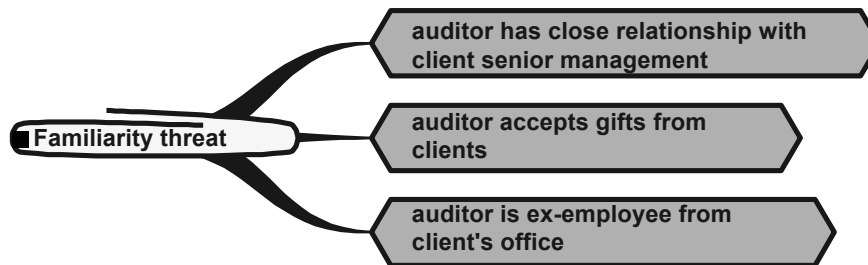 Familiarity threat
auditor has close relationship with
client senior management
auditor accepts gifts from
clients
auditor is ex-employee from
client's office